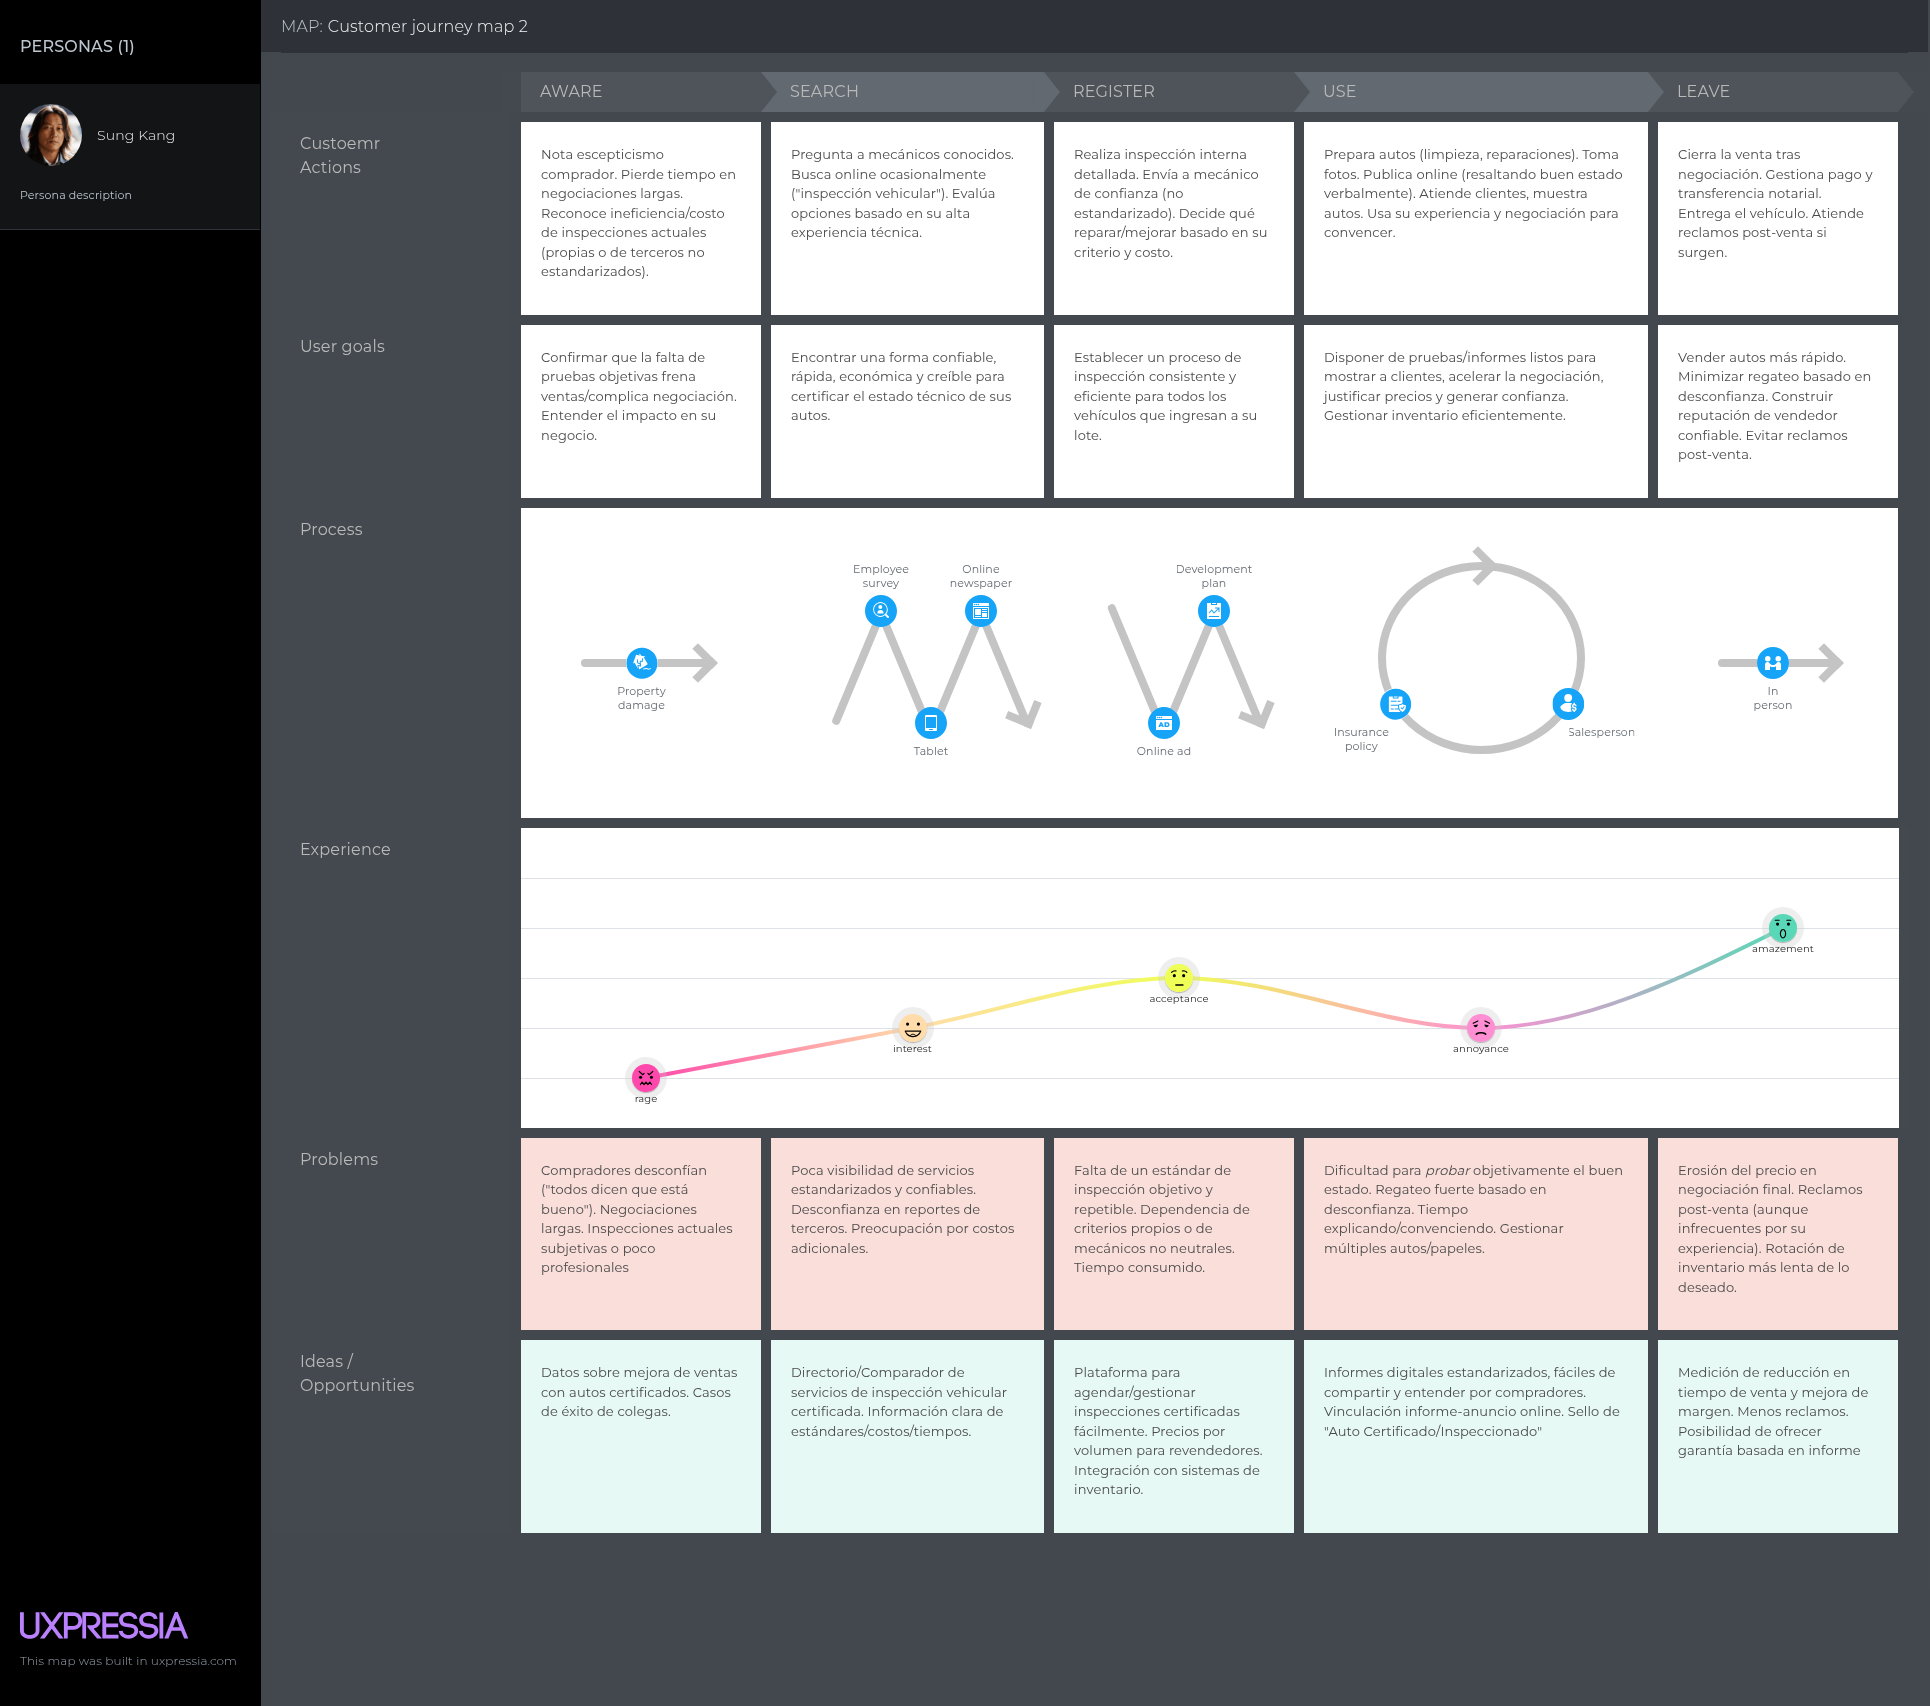 PERSONAS (1)
Sung Kang
Persona description
MAP: Customer journey map 2
AWARE
SEARCH
REGISTER
USE
LEAVE
Custoemr
Actions
Nota escepticismo
comprador. Pierde tiempo en
negociaciones largas.
Reconoce ineficiencia/costo
de inspecciones actuales
(propias o de terceros no
estandarizados).
Pregunta a mecánicos conocidos.
Busca online ocasionalmente
("inspección vehicular"). Evalúa
opciones basado en su alta
experiencia técnica.
Realiza inspección interna
detallada. Envía a mecánico
de confianza (no
estandarizado). Decide qué
reparar/mejorar basado en su
criterio y costo.
Prepara autos (limpieza, reparaciones). Toma
fotos. Publica online (resaltando buen estado
verbalmente). Atiende clientes, muestra
autos. Usa su experiencia y negociación para
convencer.
Cierra la venta tras
negociación. Gestiona pago y
transferencia notarial.
Entrega el vehículo. Atiende
reclamos post-venta si
surgen.
User goals
Confirmar que la falta de
pruebas objetivas frena
ventas/complica negociación.
Entender el impacto en su
negocio.
Encontrar una forma confiable,
rápida, económica y creíble para
certificar el estado técnico de sus
autos.
Establecer un proceso de
inspección consistente y
eficiente para todos los
vehículos que ingresan a su
lote.
Disponer de pruebas/informes listos para
mostrar a clientes, acelerar la negociación,
justificar precios y generar confianza.
Gestionar inventario eficientemente.
Vender autos más rápido.
Minimizar regateo basado en
desconfianza. Construir
reputación de vendedor
confiable. Evitar reclamos
post-venta.
Process
Property
damage
Employee
survey
Tablet
Online
newspaper
Online ad
AD
Development
plan
Insurance
policy
Salesperson
In
person
Experience
rage
interest
acceptance
annoyance
amazement
Problems
Compradores desconfían
("todos dicen que está
bueno"). Negociaciones
largas. Inspecciones actuales
subjetivas o poco
profesionales
Poca visibilidad de servicios
estandarizados y confiables.
Desconfianza en reportes de
terceros. Preocupación por costos
adicionales.
Falta de un estándar de
inspección objetivo y
repetible. Dependencia de
criterios propios o de
mecánicos no neutrales.
Tiempo consumido.
Dificultad para probar objetivamente el buen
estado. Regateo fuerte basado en
desconfianza. Tiempo
explicando/convenciendo. Gestionar
múltiples autos/papeles.
Erosión del precio en
negociación final. Reclamos
post-venta (aunque
infrecuentes por su
experiencia). Rotación de
inventario más lenta de lo
deseado.
Ideas /
Opportunities
Datos sobre mejora de ventas
con autos certificados. Casos
de éxito de colegas.
Directorio/Comparador de
servicios de inspección vehicular
certificada. Información clara de
estándares/costos/tiempos.
Plataforma para
agendar/gestionar
inspecciones certificadas
fácilmente. Precios por
volumen para revendedores.
Integración con sistemas de
inventario.
Informes digitales estandarizados, fáciles de
compartir y entender por compradores.
Vinculación informe-anuncio online. Sello de
"Auto Certificado/Inspeccionado"
Medición de reducción en
tiempo de venta y mejora de
margen. Menos reclamos.
Posibilidad de ofrecer
garantía basada en informe
UXPRESSIA
This map was built in uxpressia.com